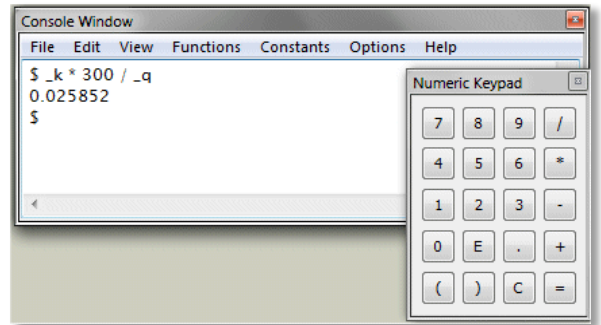 Console Window
File Edit View Functions Constants Options Help
$ _k * 300 / _q
0.025852
$
Numeric Keypad
7 8 9 /
4 5 6 *
1 2 3 -
0 E . +
( ) C =